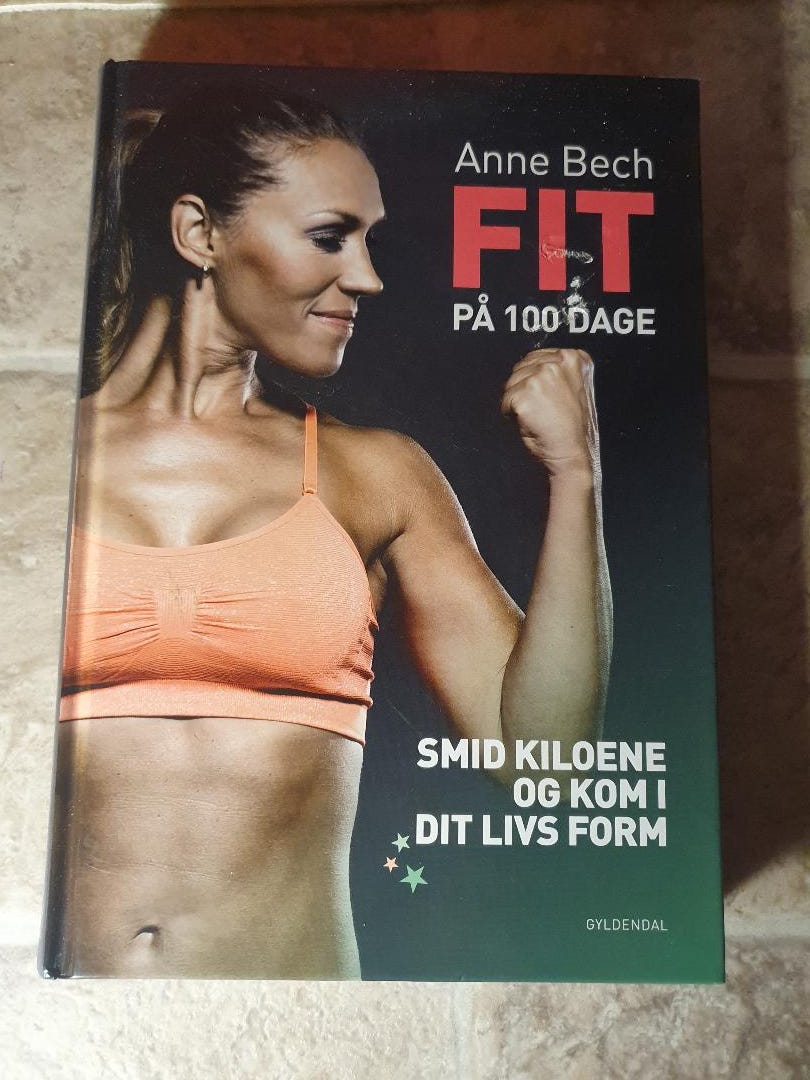 Anne Bech
FIT
PÅ 100 DAGE
SMID KILOENE
OG KOM I
DIT LIVS FORM
GYLDENDAL